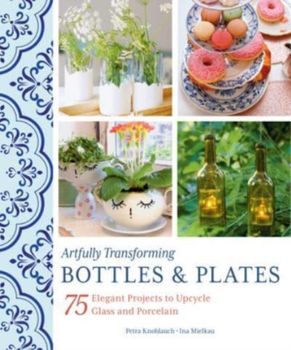 Artfully Transforming
BOTTLES & PLATES
75 Elegant Projects to Upcycle
Glass and Porcelain
Petra Knoblauch • Ina Mielkau